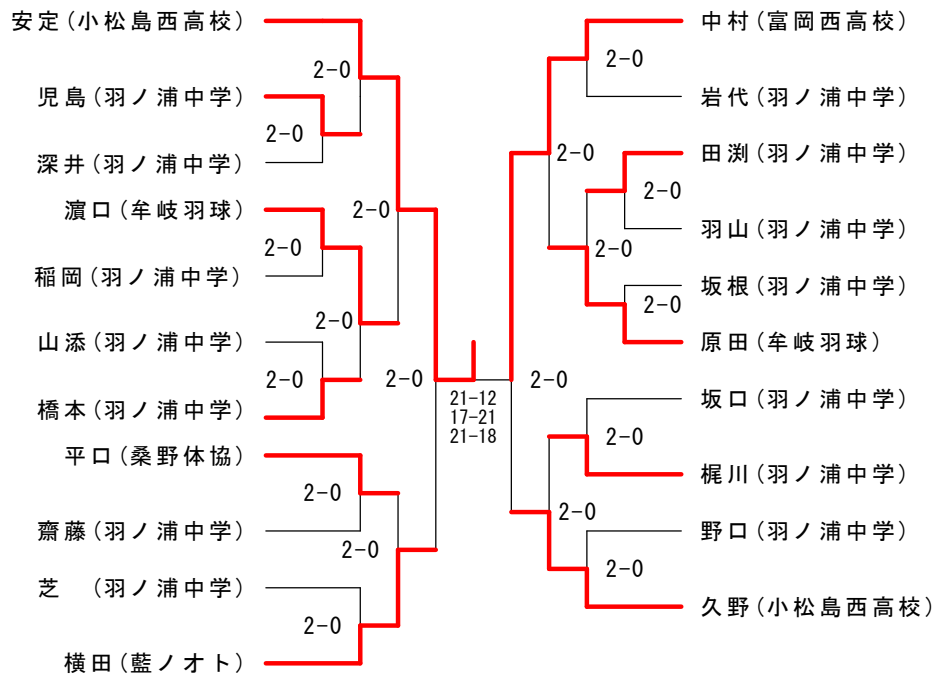 安定(小松島西高校)
2-0
児島(羽ノ浦中学)
2-0
深井(羽ノ浦中学)
濵口(牟岐羽球)
2-0
2-0
稲岡(羽ノ浦中学)
2-0
山添(羽ノ浦中学)
2-0
橋本(羽ノ浦中学)
2-0
平口(桑野体協)
2-0
齋藤(羽ノ浦中学)
2-0
芝 (羽ノ浦中学)
2-0
横田(藍ノオト)
21-12
17-21
21-18
中村(富岡西高校)
2-0
岩代(羽ノ浦中学)
2-0
田渕(羽ノ浦中学)
2-0
羽山(羽ノ浦中学)
2-0
坂根(羽ノ浦中学)
2-0
原田(牟岐羽球)
2-0
坂口(羽ノ浦中学)
2-0
梶川(羽ノ浦中学)
2-0
野口(羽ノ浦中学)
2-0
久野(小松島西高校)